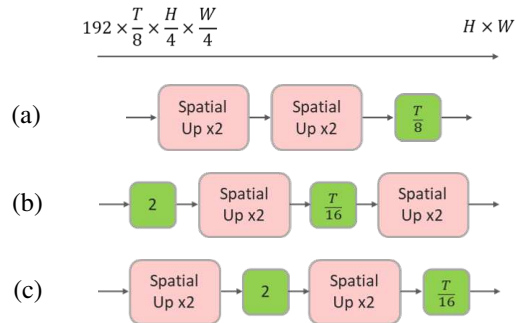 192 × T/8 × H/4 × W/4 H × W
(a) Spatial Up x2 Spatial Up x2 T/8
(b) 2 Spatial Up x2 T/16 Spatial Up x2
(c) Spatial Up x2 2 Spatial Up x2 T/16